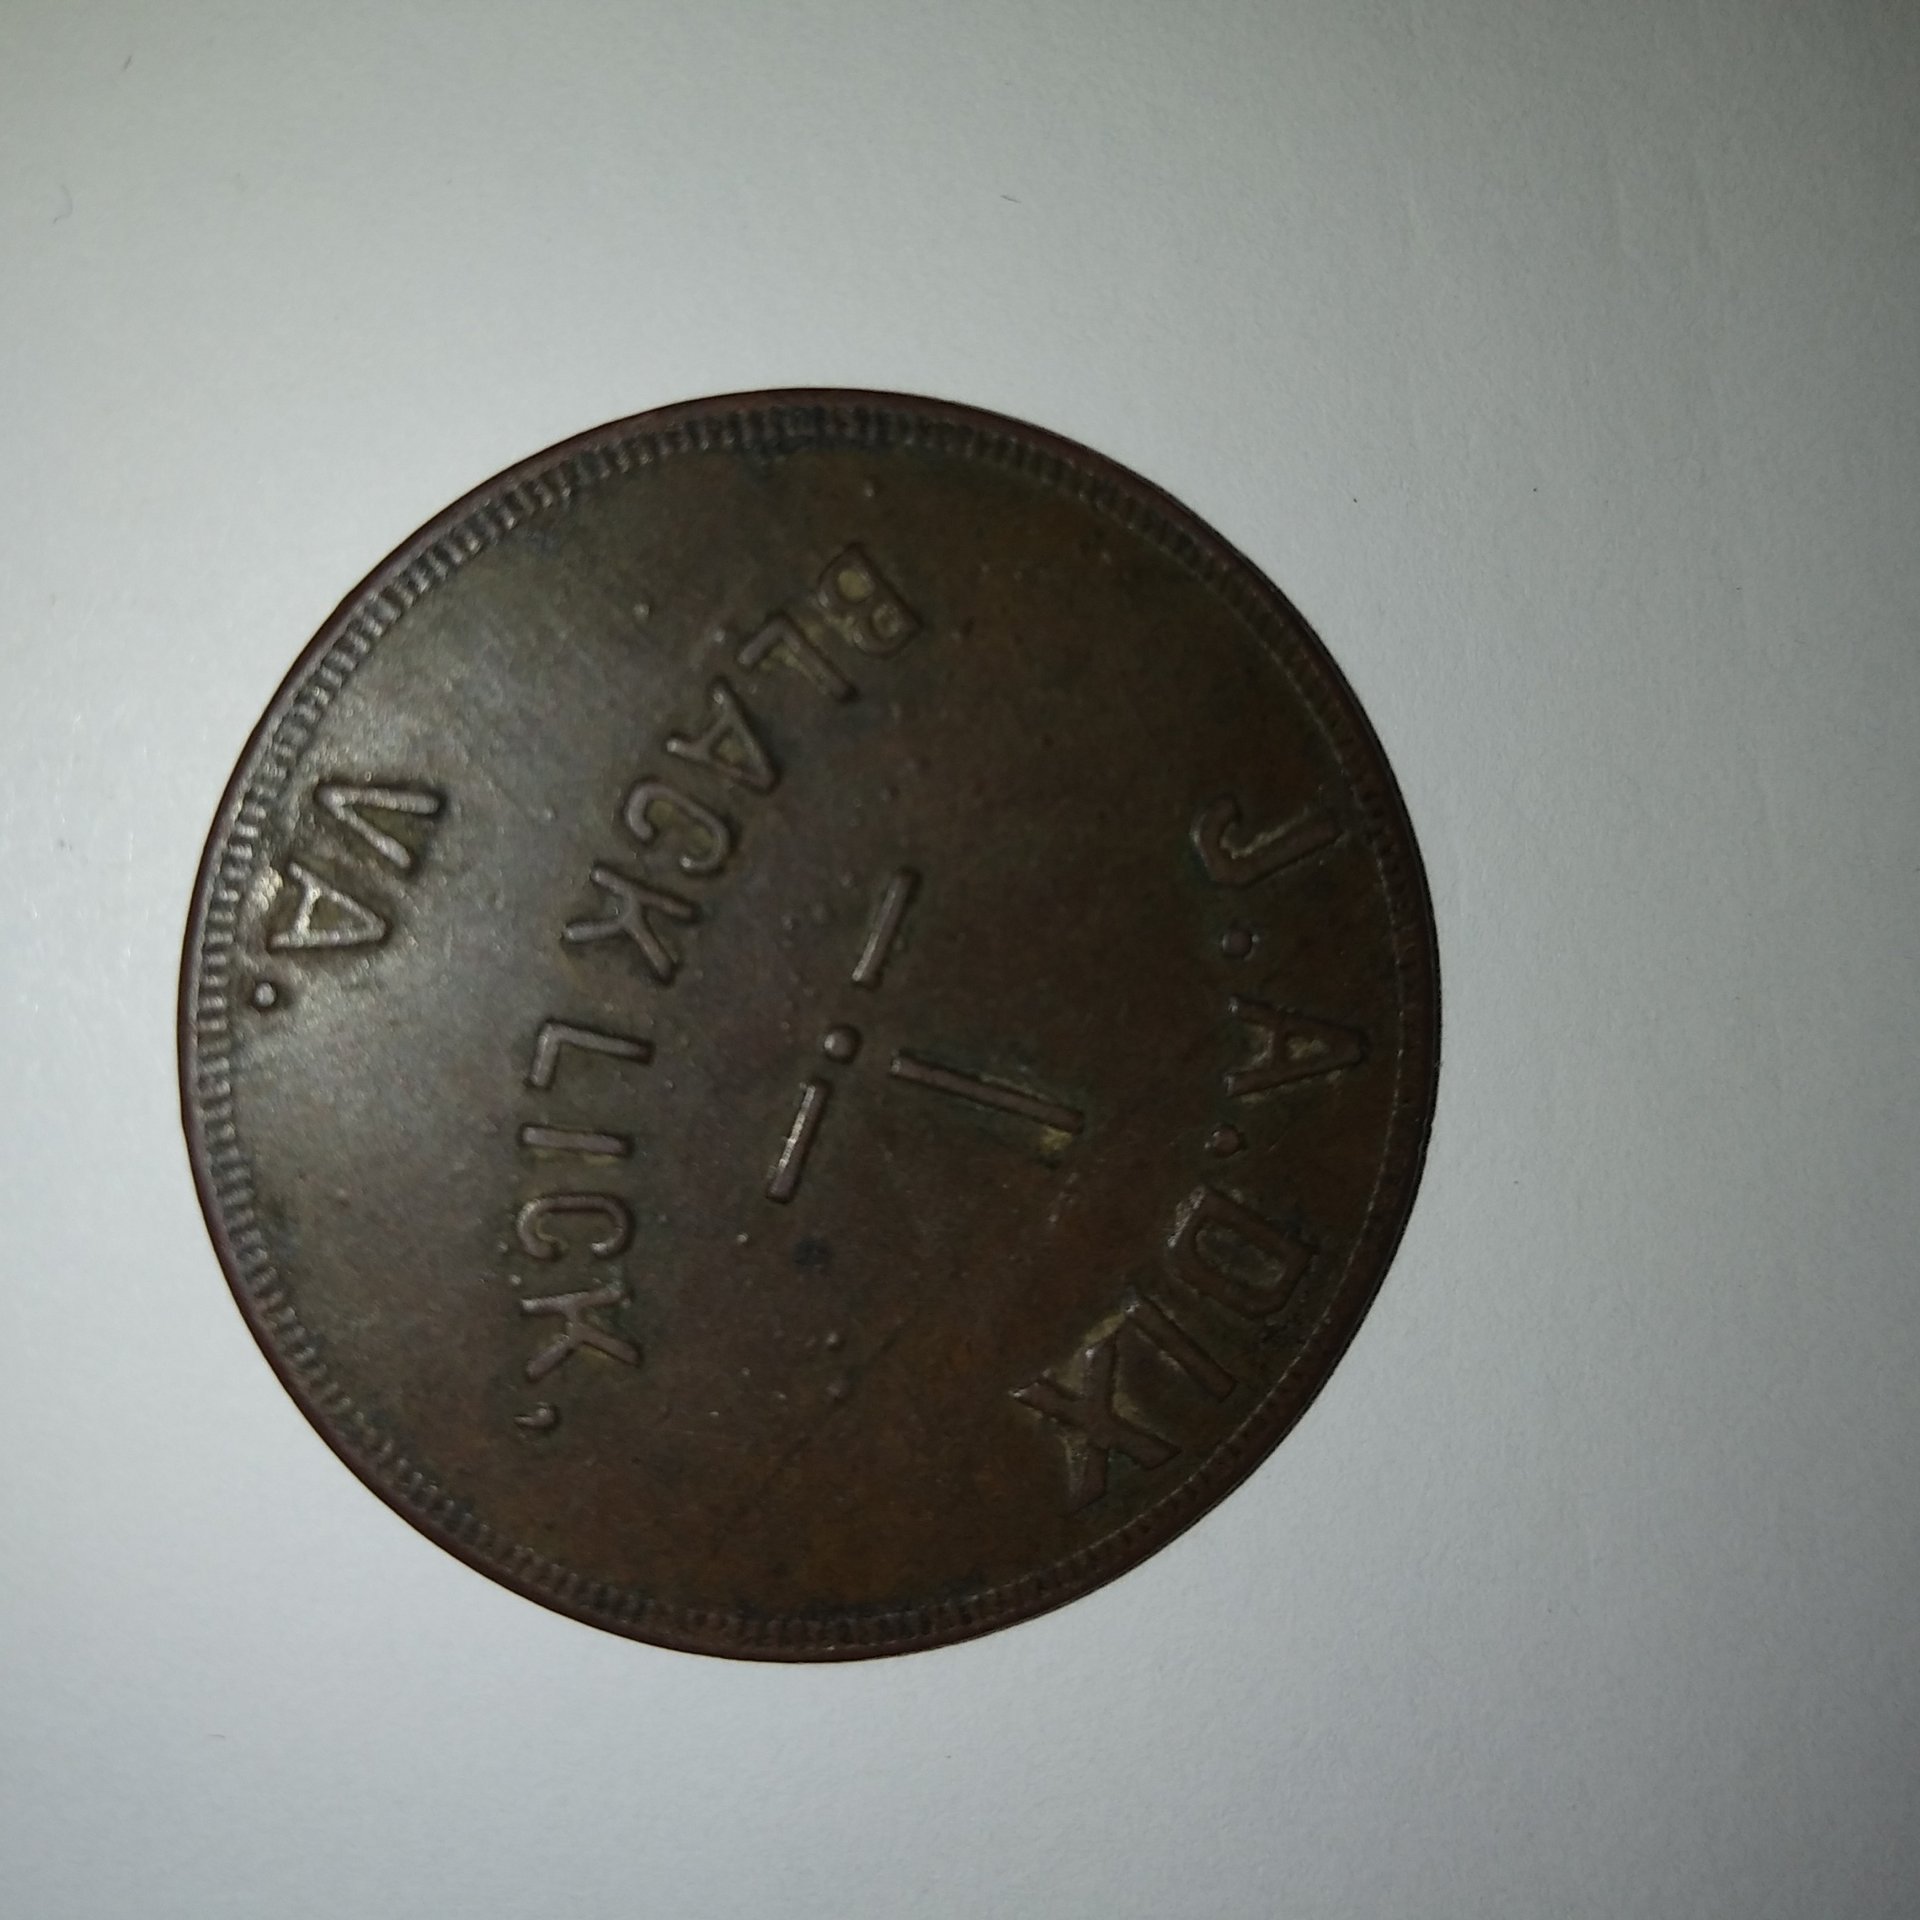 J. A. DIX
BLACK LICK,
VA.